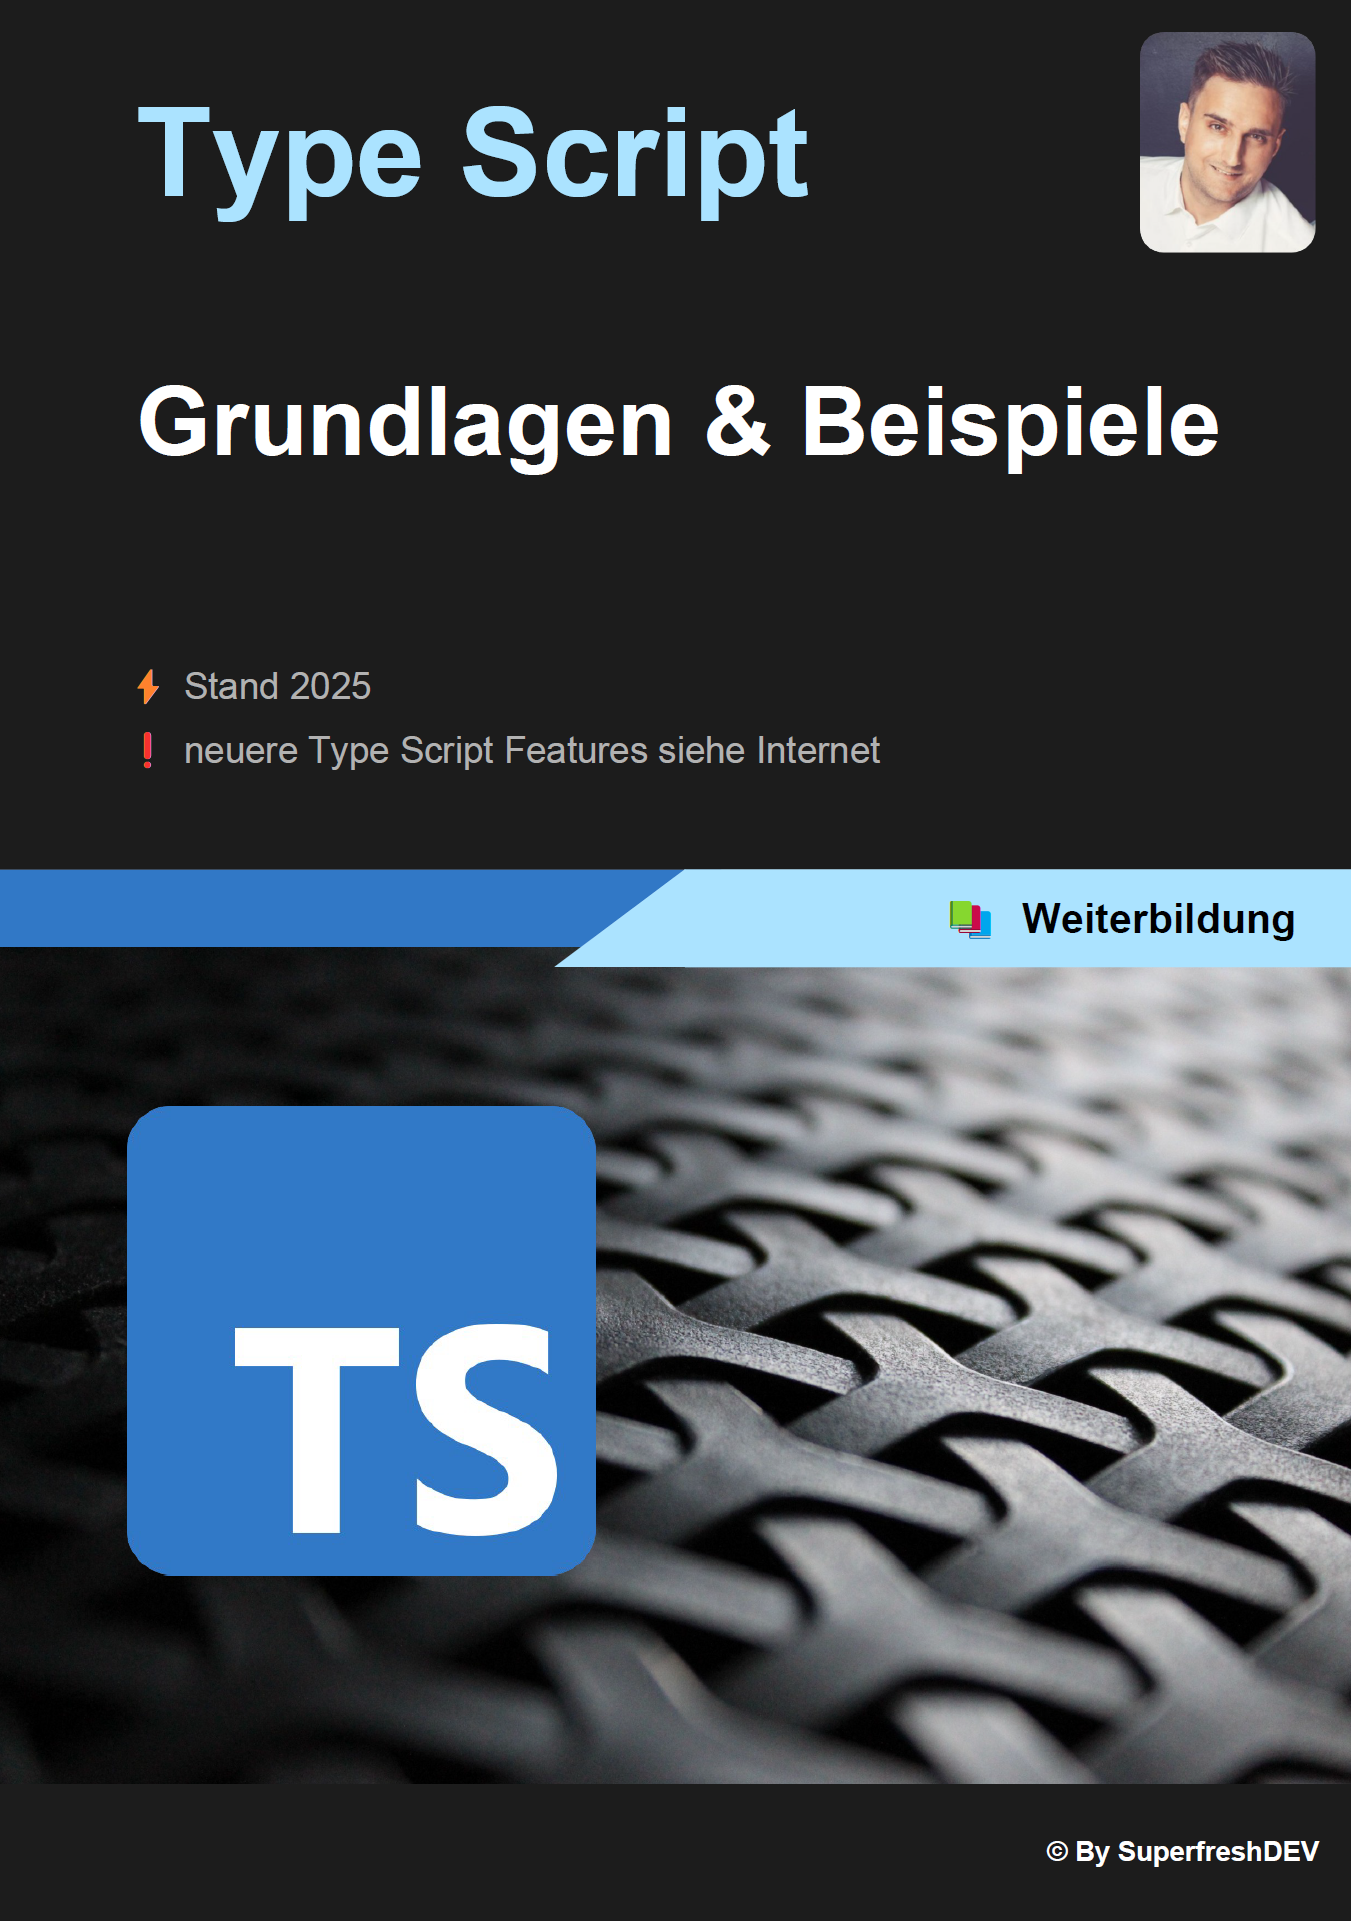 Type Script
Grundlagen & Beispiele
Stand 2025
neuere Type Script Features siehe Internet
Weiterbildung
TS
© By SuperfreshDEV